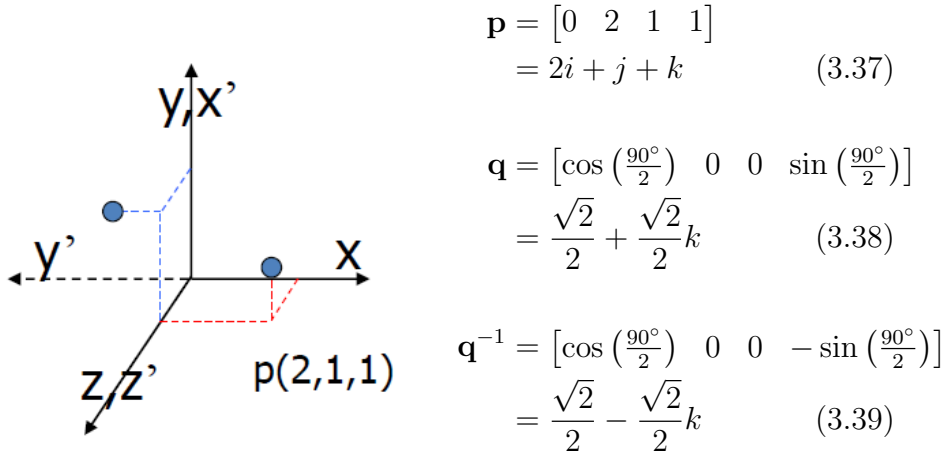 y,x’
y’
x
z,z’
p(2,1,1)
p = [0 2 1 1]
= 2i + j + k (3.37)
q = [cos (90°/2) 0 0 sin (90°/2)]
= √2/2 + √2/2 k (3.38)
q⁻¹ = [cos (90°/2) 0 0 − sin (90°/2)]
= √2/2 − √2/2 k (3.39)